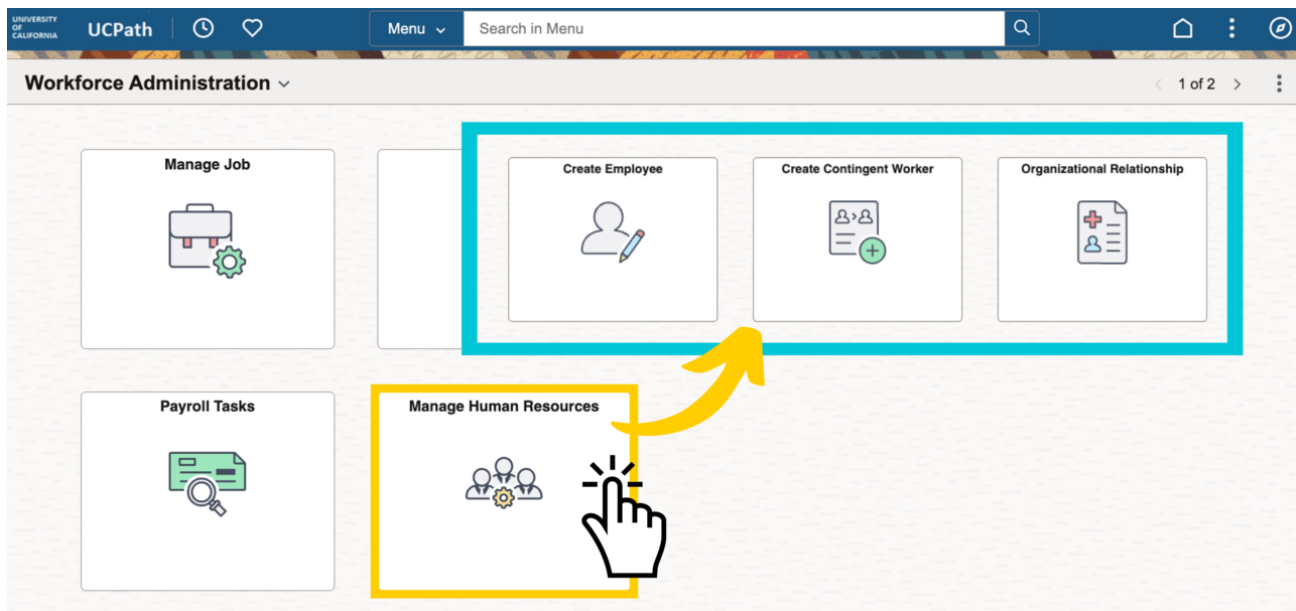 UNIVERSITY
OF
CALIFORNIA
UCPath
Menu
Search in Menu
Workforce Administration
1 of 2
Manage Job
Create Employee
Create Contingent Worker
Organizational Relationship
Payroll Tasks
Manage Human Resources